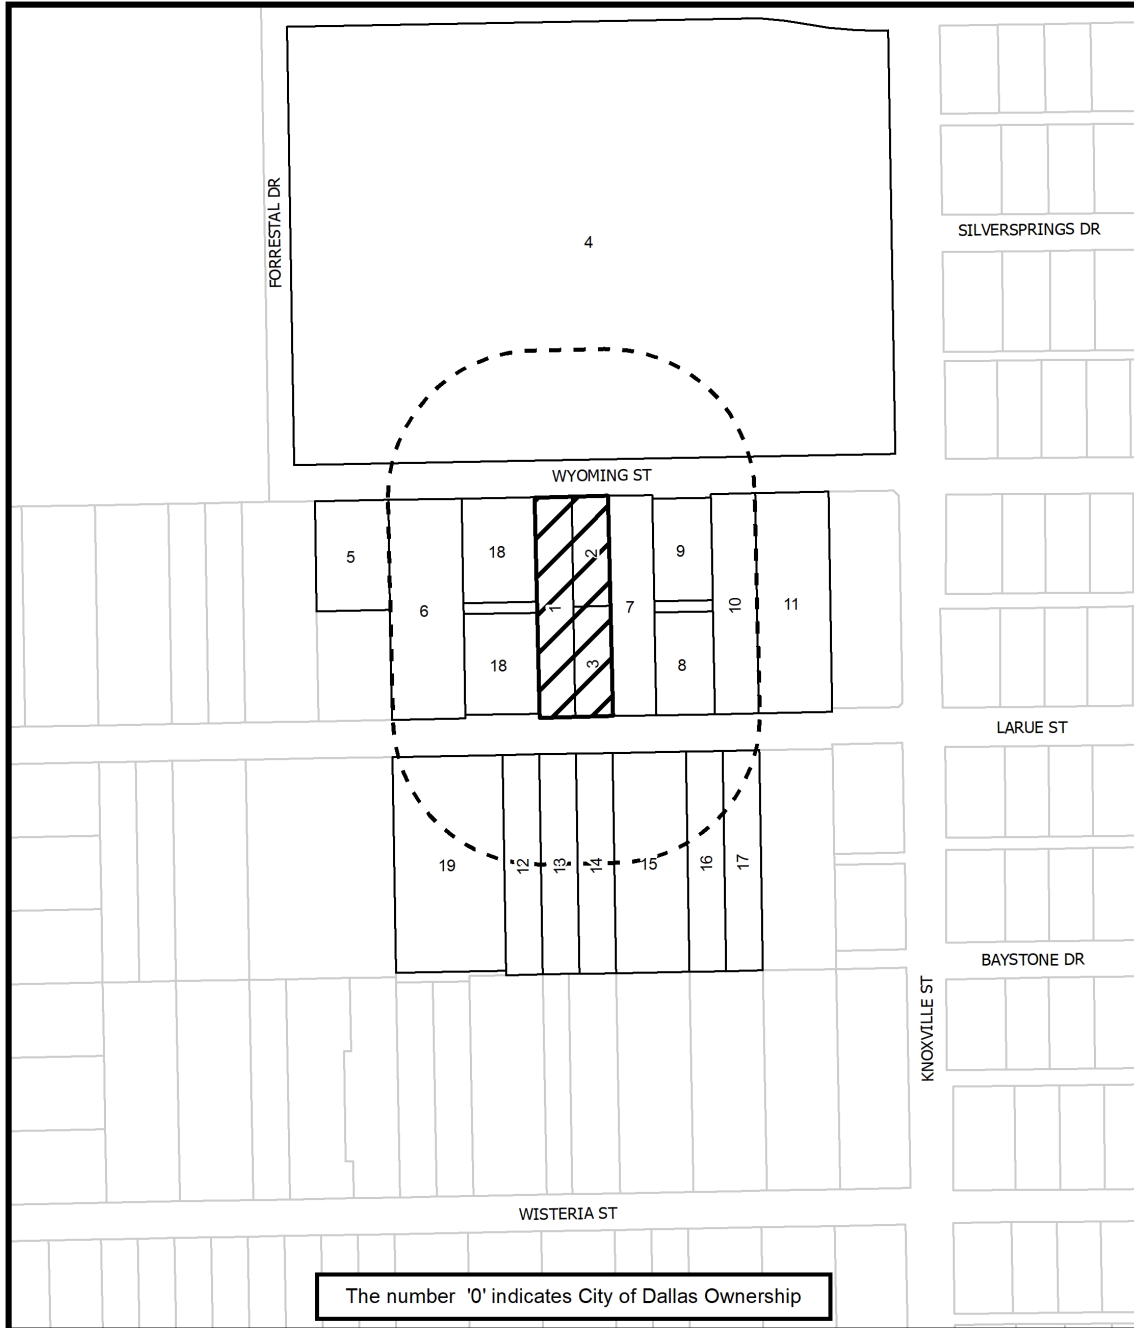 FORRESTAL DR
4
SILVERSPRINGS DR
WYOMING ST
5
6
18
1
2
7
9
10
11
18
3
8
LARUE ST
19
12
13
14
15
16
17
BAYSTONE DR
KNOXVILLE ST
WISTERIA ST
The number '0' indicates City of Dallas Ownership